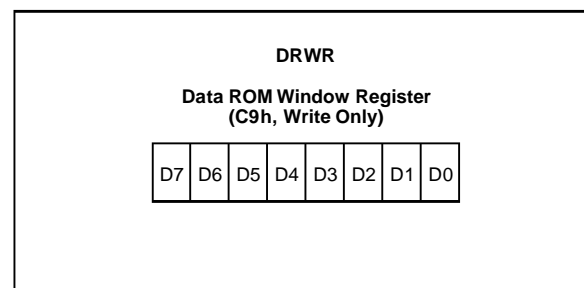 DRWR
Data ROM Window Register
(C9h, Write Only)
D7 D6 D5 D4 D3 D2 D1 D0